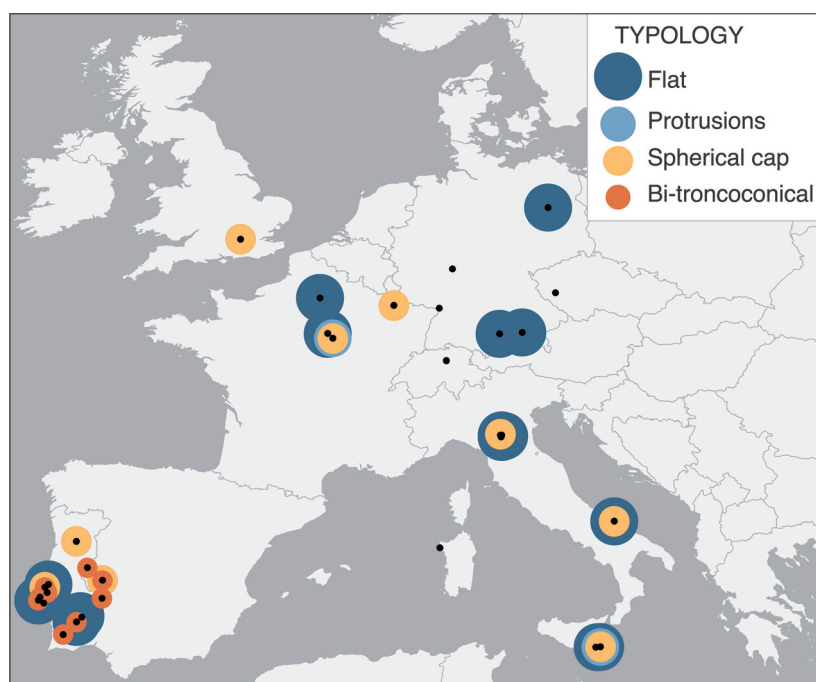 TYPOLOGY
Flat
Protrusions
Spherical cap
Bi-troncoconical